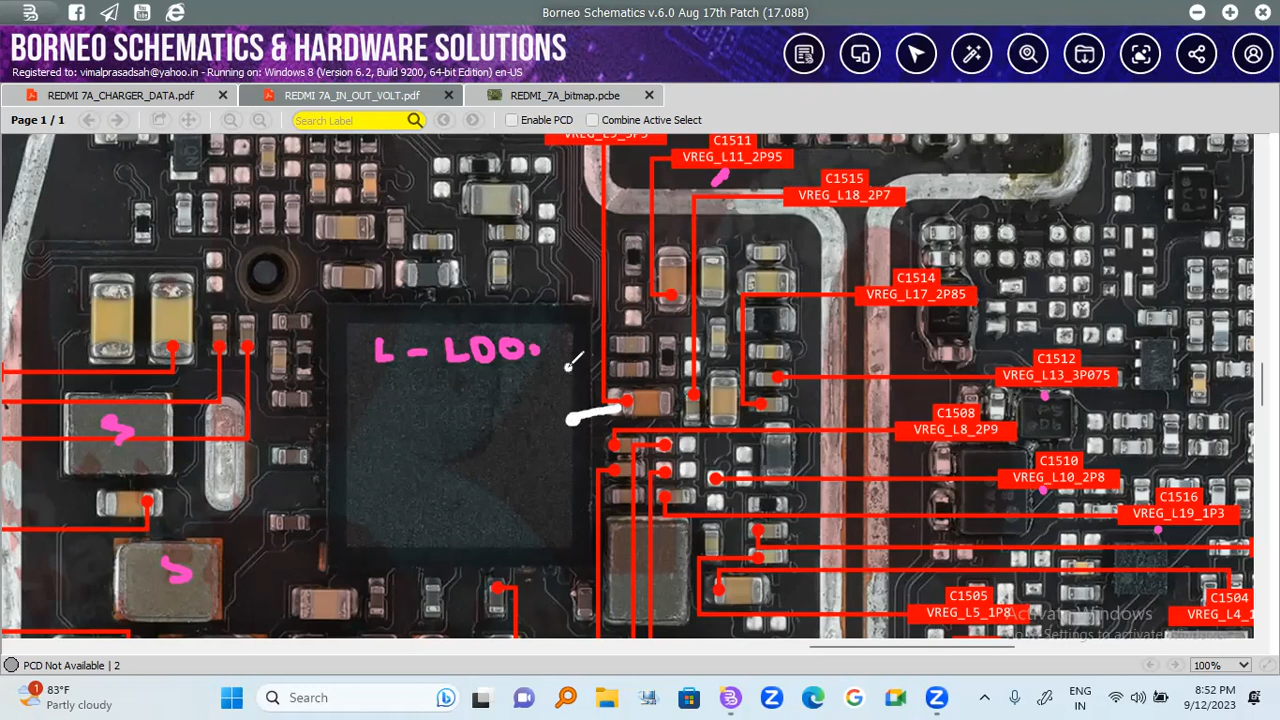 Borneo Schematics v.6.0 Aug 17th Patch (17.08B)
BORNEO SCHEMATICS & HARDWARE SOLUTIONS
Registered to: vimalprasadsah@yahoo.in - Running on: Windows 8 (Version 6.2, Build 9200, 64-bit Edition) en-US
REDMI 7A_CHARGER_DATA.pdf
REDMI 7A_IN_OUT_VOLT.pdf
REDMI_7A_bitmap.pcbe
Page 1 / 1
Search Label
Enable PCD
Combine Active Select
C1511
VREG_L11_2P95
C1515
VREG_L18_2P7
C1514
VREG_L17_2P85
L - LDO.
C1512
VREG_L13_3P075
C1508
VREG_L8_2P9
C1510
VREG_L10_2P8
C1516
VREG_L19_1P3
S
S
C1505
VREG_L5_1P8
C1504
VREG_L4_1
Activate Windows
PCD Not Available | 2
100%
1
83°F
Partly cloudy
Search
ENG
IN
8:52 PM
9/12/2023